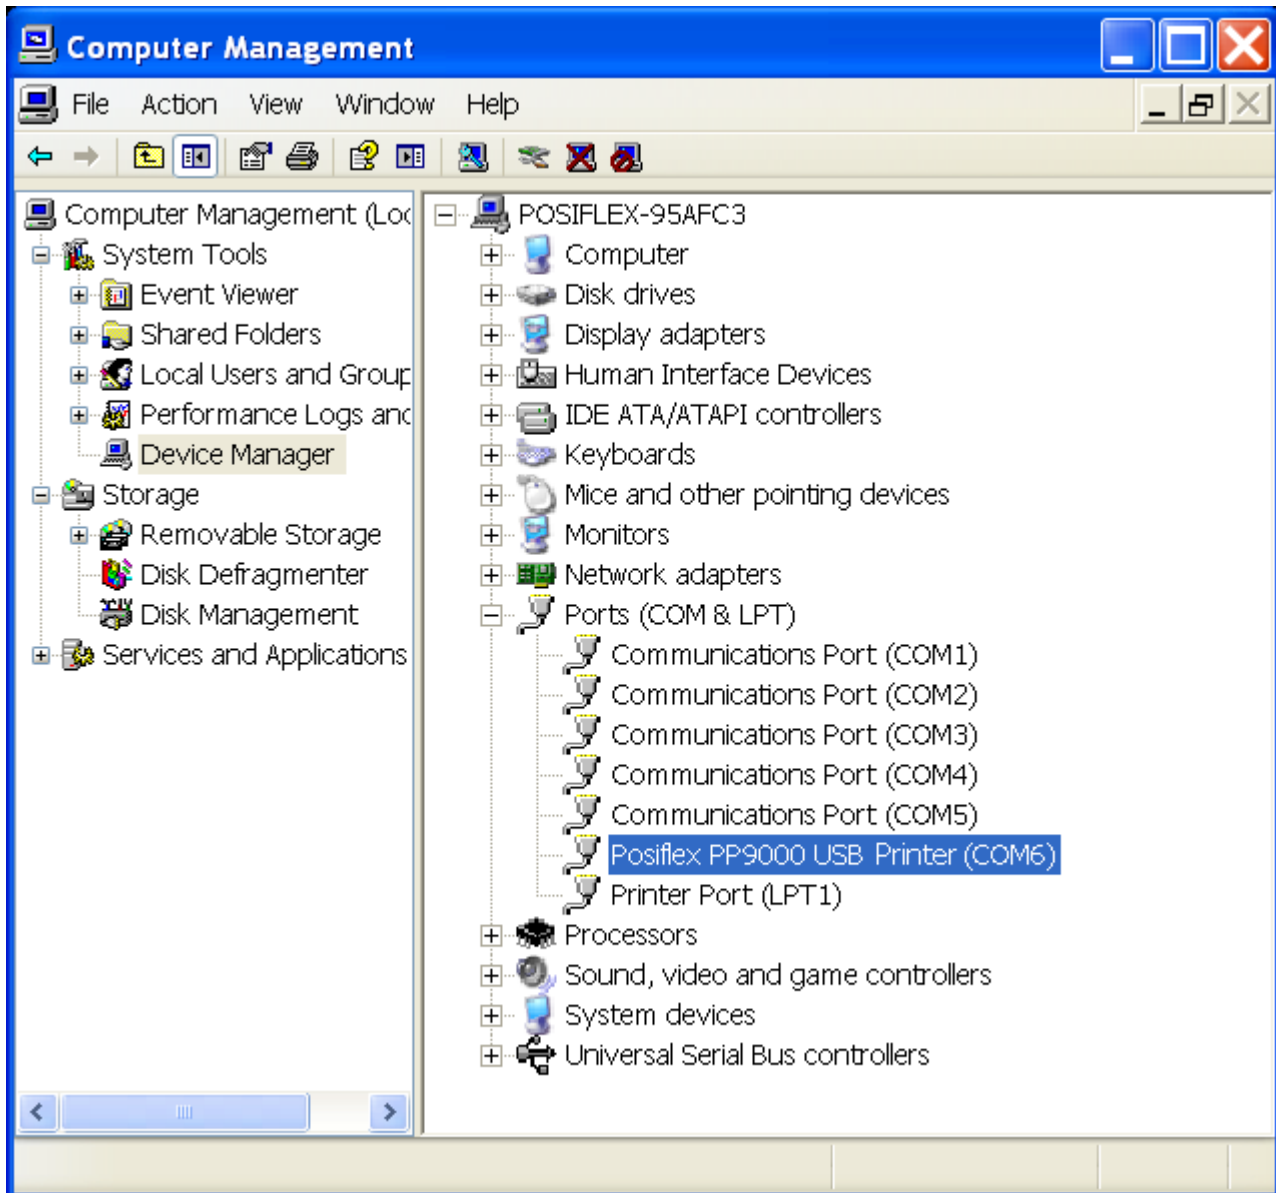 Computer Management
File Action View Window Help
Computer Management (Loc
System Tools
Event Viewer
Shared Folders
Local Users and Group
Performance Logs and
Device Manager
Storage
Removable Storage
Disk Defragmenter
Disk Management
Services and Applications
POSIFLEX-95AFC3
Computer
Disk drives
Display adapters
Human Interface Devices
IDE ATA/ATAPI controllers
Keyboards
Mice and other pointing devices
Monitors
Network adapters
Ports (COM & LPT)
Communications Port (COM1)
Communications Port (COM2)
Communications Port (COM3)
Communications Port (COM4)
Communications Port (COM5)
Posiflex PP9000 USB Printer (COM6)
Printer Port (LPT1)
Processors
Sound, video and game controllers
System devices
Universal Serial Bus controllers